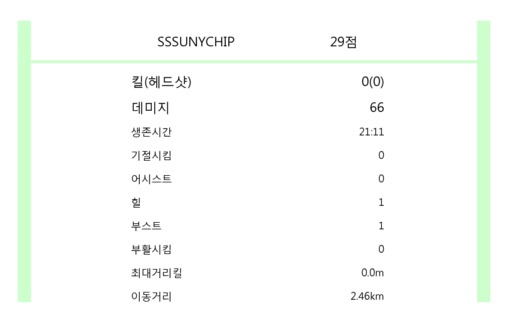 SSSUNYCHIP 29점
킬(헤드샷) 0(0)
데미지 66
생존시간 21:11
기절시킴 0
어시스트 0
힐 1
부스트 1
부활시킴 0
최대거리킬 0.0m
이동거리 2.46km